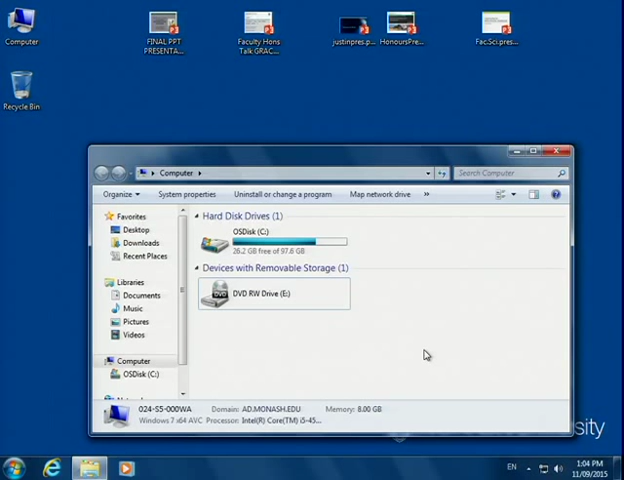 Computer
FINAL PPT
PRESENTA...
Faculty Hons
Talk GRAC...
justinpres.p...
HonoursPre...
Fac.Sci.pres...
Recycle Bin
Computer
Search Computer
Organize
System properties
Uninstall or change a program
Map network drive
»
Favorites
Desktop
Downloads
Recent Places
Libraries
Documents
Music
Pictures
Videos
Computer
OSDisk (C:)
Hard Disk Drives (1)
OSDisk (C:)
26.2 GB free of 97.6 GB
Devices with Removable Storage (1)
DVD
DVD RW Drive (E:)
024-S5-000WA
Domain: AD.MONASH.EDU
Memory: 8.00 GB
Windows 7 x64 AVC
Processor: Intel(R) Core(TM) i5-45...
EN
1:04 PM
11/09/2015